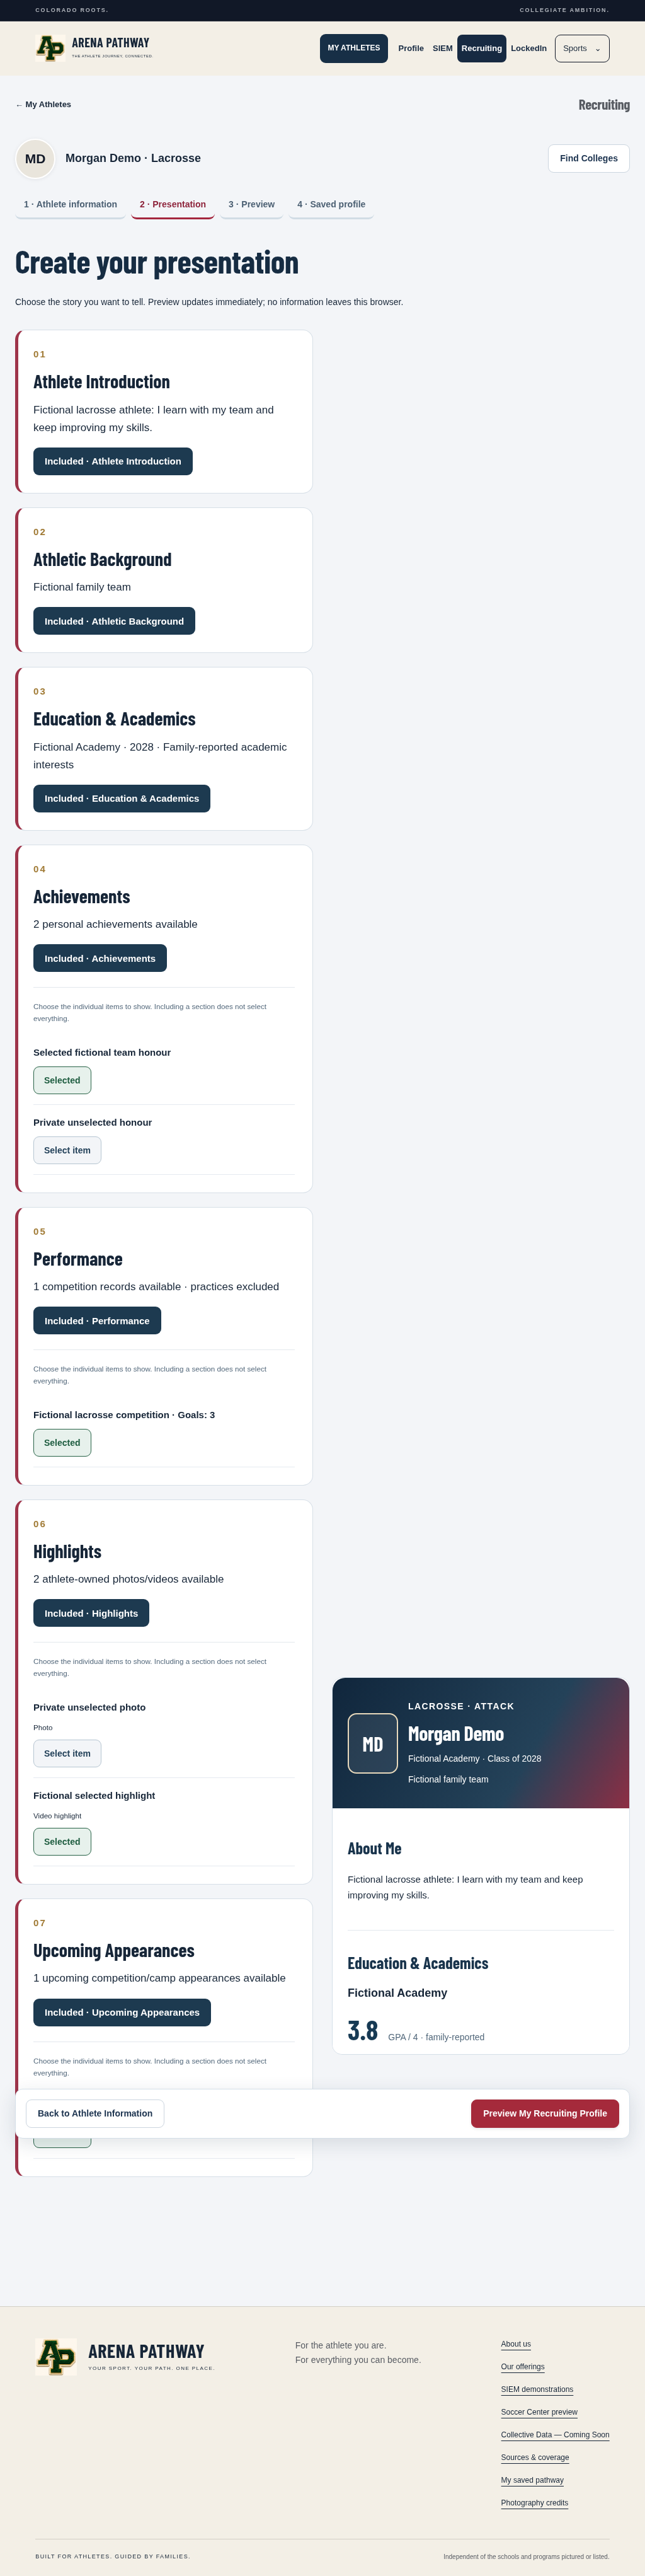 COLORADO ROOTS.
COLLEGIATE AMBITION.
AP
ARENA PATHWAY
THE ATHLETE JOURNEY. CONNECTED.
MY ATHLETES
Profile
SIEM
Recruiting
LockedIn
Sports
← My Athletes
Recruiting
MD
Morgan Demo · Lacrosse
Find Colleges
1 · Athlete information
2 · Presentation
3 · Preview
4 · Saved profile
Create your presentation
Choose the story you want to tell. Preview updates immediately; no information leaves this browser.
01
Athlete Introduction
Fictional lacrosse athlete: I learn with my team and
keep improving my skills.
Included · Athlete Introduction
02
Athletic Background
Fictional family team
Included · Athletic Background
03
Education & Academics
Fictional Academy · 2028 · Family-reported academic
interests
Included · Education & Academics
04
Achievements
2 personal achievements available
Included · Achievements
Choose the individual items to show. Including a section does not select
everything.
Selected fictional team honour
Selected
Private unselected honour
Select item
05
Performance
1 competition records available · practices excluded
Included · Performance
Choose the individual items to show. Including a section does not select
everything.
Fictional lacrosse competition · Goals: 3
Selected
06
Highlights
2 athlete-owned photos/videos available
Included · Highlights
Choose the individual items to show. Including a section does not select
everything.
Private unselected photo
Photo
Select item
Fictional selected highlight
Video highlight
Selected
07
Upcoming Appearances
1 upcoming competition/camp appearances available
Included · Upcoming Appearances
Choose the individual items to show. Including a section does not select
everything.
MD
LACROSSE · ATTACK
Morgan Demo
Fictional Academy · Class of 2028
Fictional family team
About Me
Fictional lacrosse athlete: I learn with my team and keep
improving my skills.
Education & Academics
Fictional Academy
3.8 GPA / 4 · family-reported
Back to Athlete Information
Preview My Recruiting Profile
AP
ARENA PATHWAY
YOUR SPORT. YOUR PATH. ONE PLACE.
For the athlete you are.
For everything you can become.
About us
Our offerings
SIEM demonstrations
Soccer Center preview
Collective Data — Coming Soon
Sources & coverage
My saved pathway
Photography credits
BUILT FOR ATHLETES. GUIDED BY FAMILIES.
Independent of the schools and programs pictured or listed.